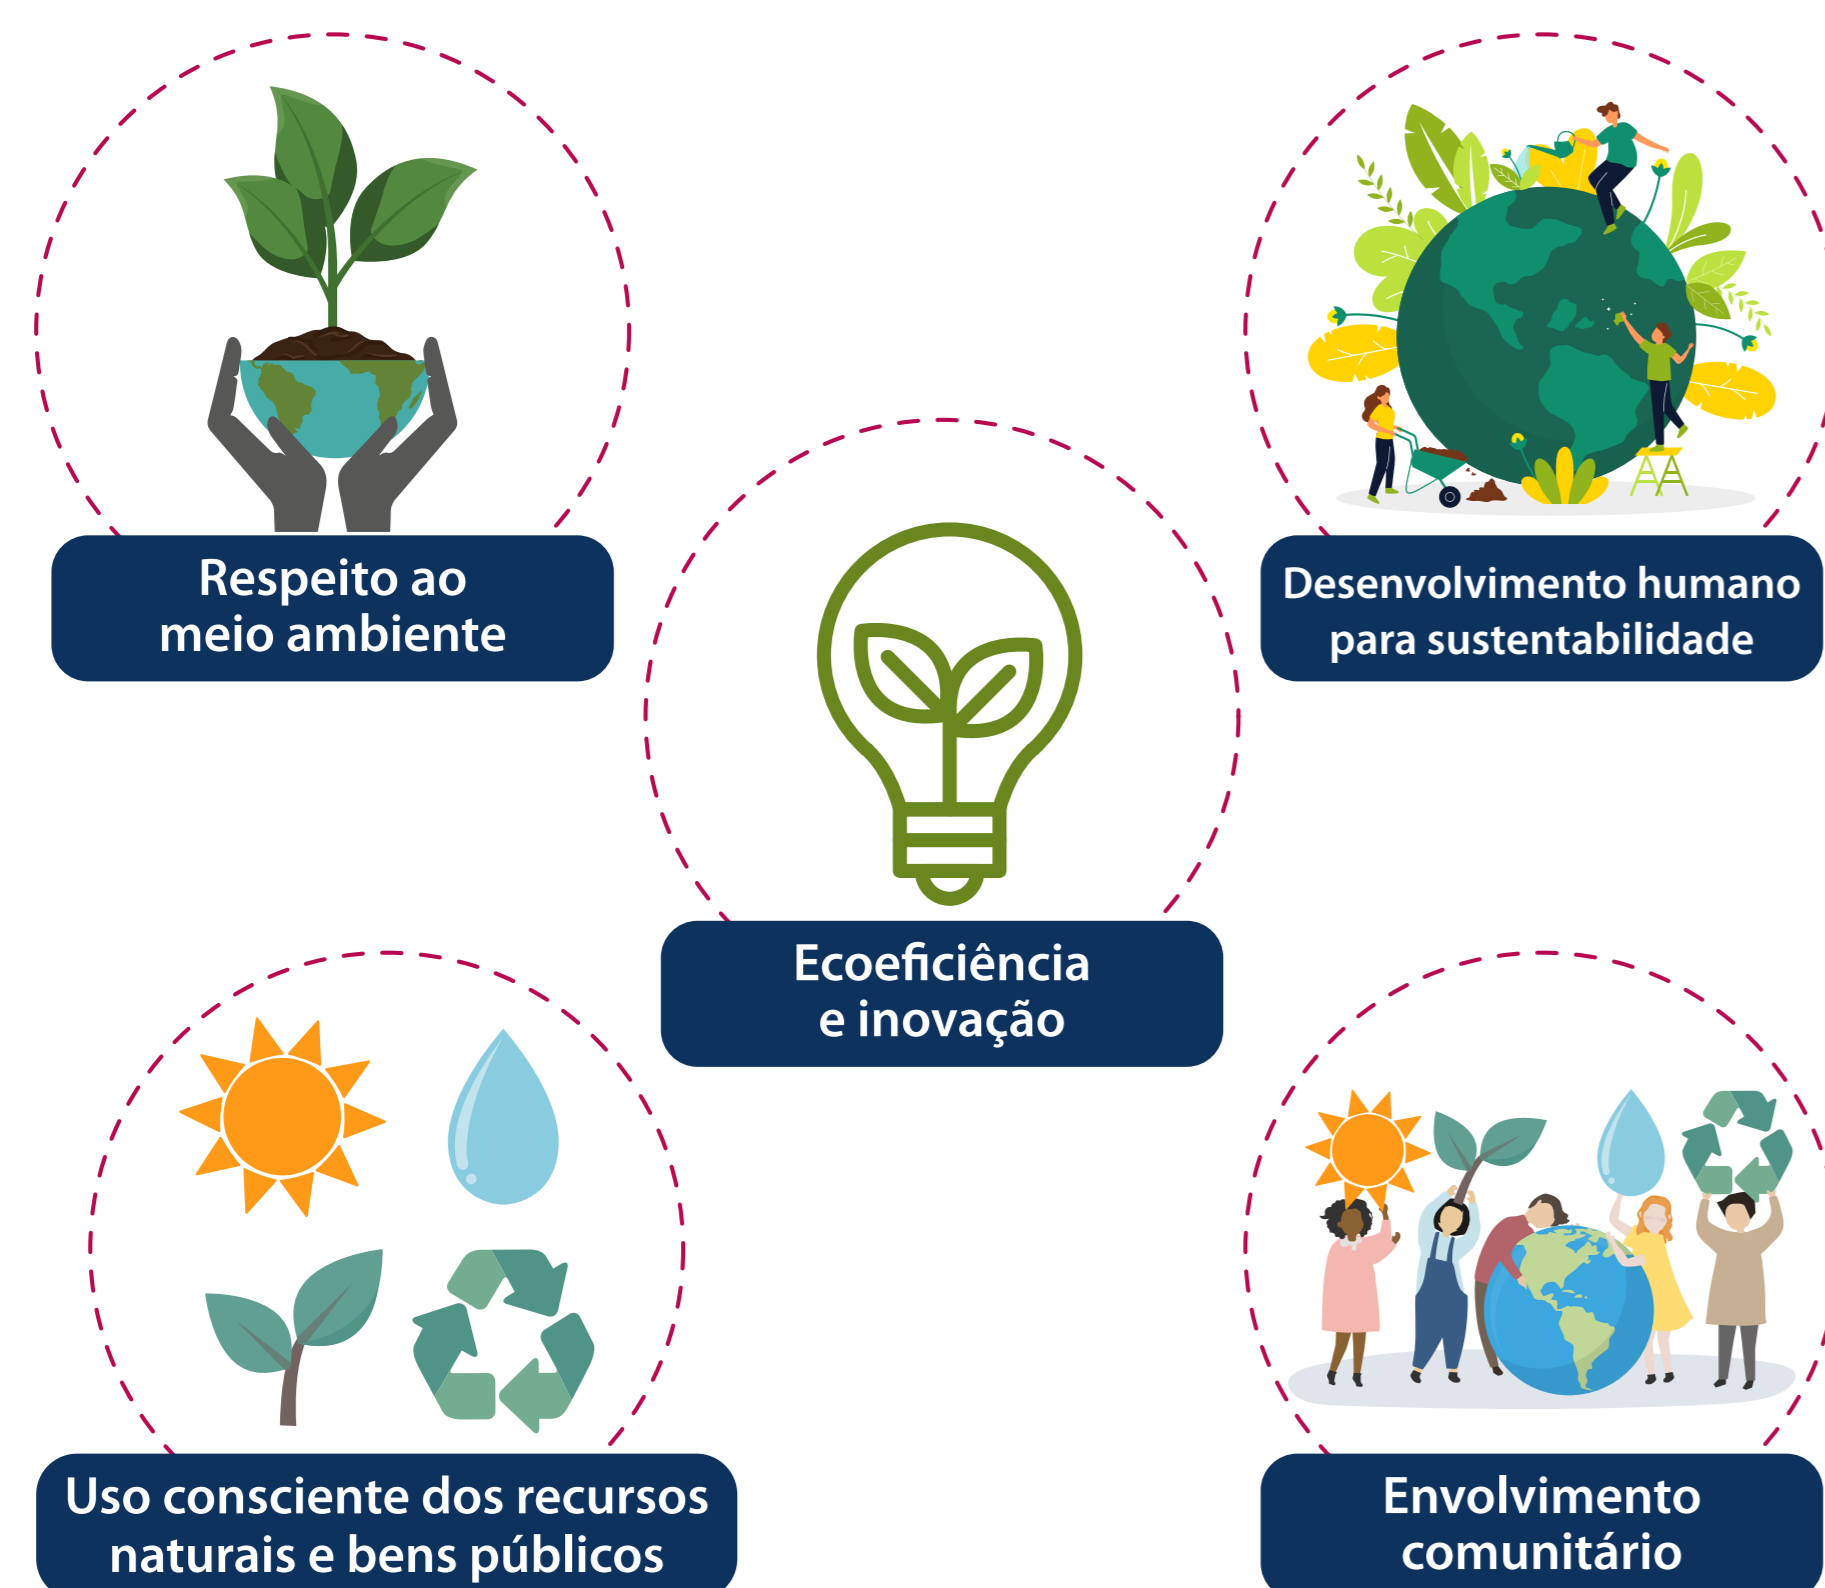 Respeito ao
meio ambiente
Desenvolvimento humano
para sustentabilidade
Ecoeficiência
e inovação
Uso consciente dos recursos
naturais e bens públicos
Envolvimento
comunitário